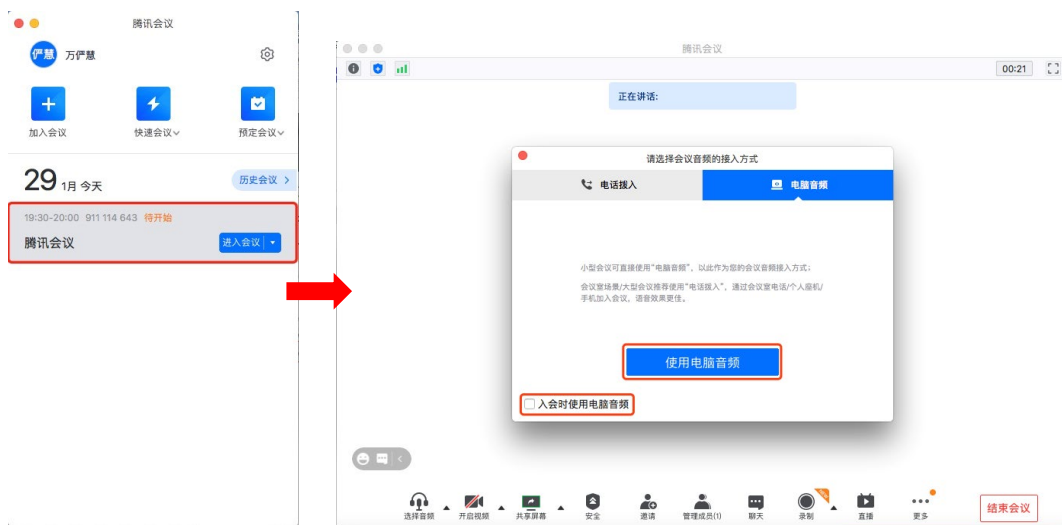 腾讯会议
俨慧 万俨慧
加入会议 快速会议 预定会议
29 1月 今天 历史会议 >
19:30-20:00 911 114 643 待开始
腾讯会议 进入会议
腾讯会议
00:21
正在讲话:
请选择会议音频的接入方式
电话拨入 电脑音频
小型会议可直接使用“电脑音频”，以此作为您的会议音频接入方式；
会议室场景/大型会议推荐使用“电话拨入”，通过会议室电话/个人座机/
手机加入会议，语音效果更佳。
使用电脑音频
入会时使用电脑音频
选择音频 开启视频 共享屏幕 安全 邀请 管理成员(1) 聊天 录制 直播 更多 结束会议